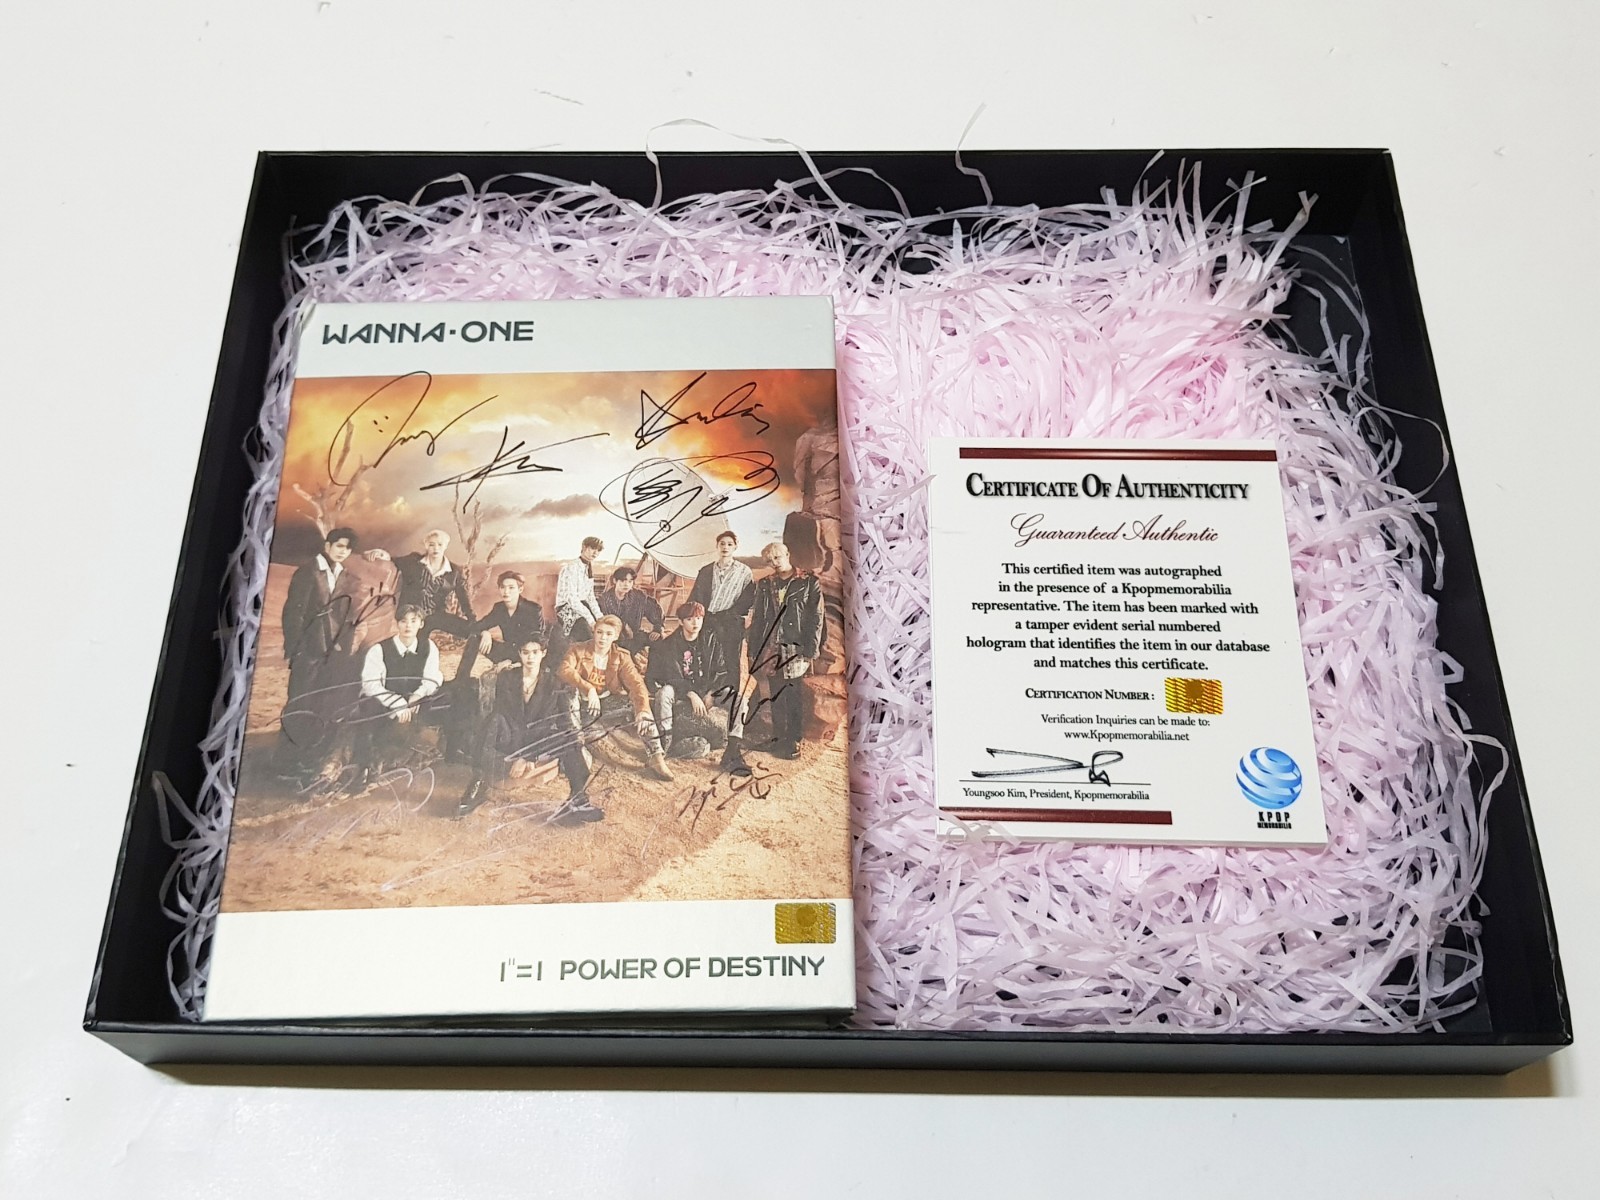 WANNA·ONE
1¹¹=1 POWER OF DESTINY
CERTIFICATE OF AUTHENTICITY
Guaranteed Authentic
This certified item was autographed
in the presence of a Kpopmemorabilia
representative. The item has been marked with
a tamper evident serial numbered
hologram that identifies the item in our database
and matches this certificate.
CERTIFICATION NUMBER :
Verification Inquiries can be made to:
www.Kpopmemorabilia.net
Youngsoo Kim, President, Kpopmemorabilia
KPOP
MEMORABILIA